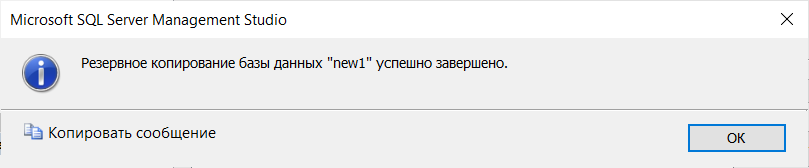 Microsoft SQL Server Management Studio
Резервное копирование базы данных "new1" успешно завершено.
Копировать сообщение
OK